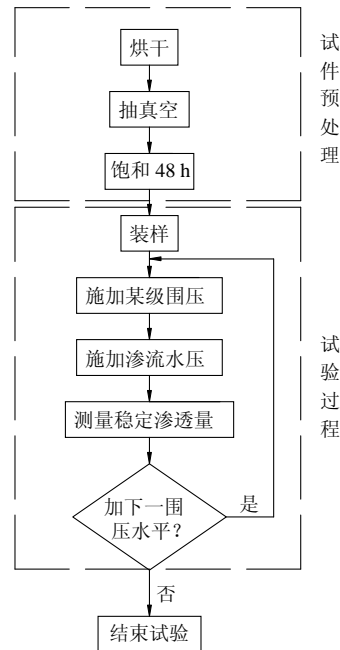 烘干
抽真空
饱和 48 h
试
件
预
处
理
装样
施加某级围压
施加渗流水压
测量稳定渗透量
加下一围
压水平?
是
否
试
验
过
程
结束试验